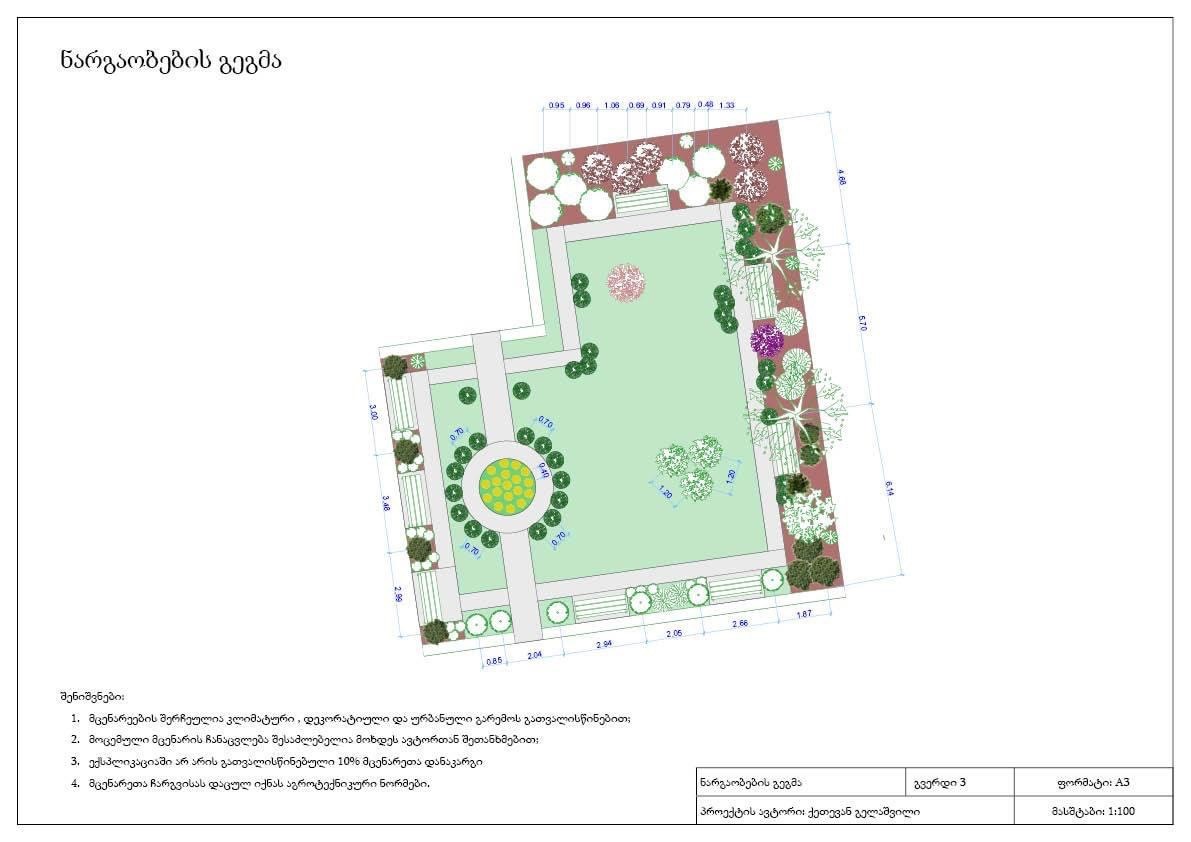 ნარგაობების გეგმა
0.95 0.96 1.06 0.69 0.91 0.79 0.48 1.33
4.66
5.70
3.00
0.70
0.70
0.40
3.46
1.20
1.20
6.14
0.70
0.70
2.99
0.85 2.04 2.94 2.05 2.66 1.87
შენიშვნები:
1. მცენარეების შერჩეულია კლიმატური , დეკორატიული და ურბანული გარემოს გათვალისწინებით;
2. მოცემული მცენარის ჩანაცვლება შესაძლებელია მოხდეს ავტორთან შეთანხმებით;
3. ექსპლიკაციაში არ არის გათვალისწინებული 10% მცენარეთა დანაკარგი
4. მცენარეთა ჩარგვისას დაცულ იქნას აგროტექნიკური ნორმები.
ნარგაობების გეგმა გვერდი 3 ფორმატი: A3
პროექტის ავტორი: ქეთევან გელაშვილი მასშტაბი: 1:100